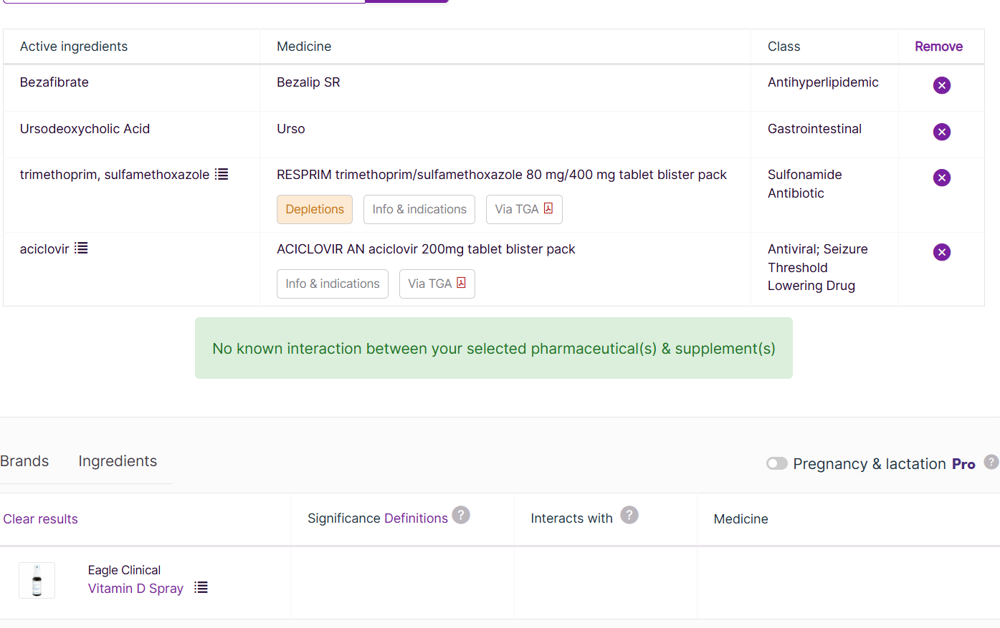 Active ingredients Medicine Class Remove
Bezafibrate Bezalip SR Antihyperlipidemic
Ursodeoxycholic Acid Urso Gastrointestinal
trimethoprim, sulfamethoxazole RESPRIM trimethoprim/sulfamethoxazole 80 mg/400 mg tablet blister pack Sulfonamide
Antibiotic
Depletions Info & indications Via TGA
aciclovir ACICLOVIR AN aciclovir 200mg tablet blister pack Antiviral; Seizure
Threshold
Info & indications Via TGA Lowering Drug
No known interaction between your selected pharmaceutical(s) & supplement(s)
Brands Ingredients Pregnancy & lactation Pro ?
Clear results Significance Definitions ? Interacts with ? Medicine
Eagle Clinical
Vitamin D Spray